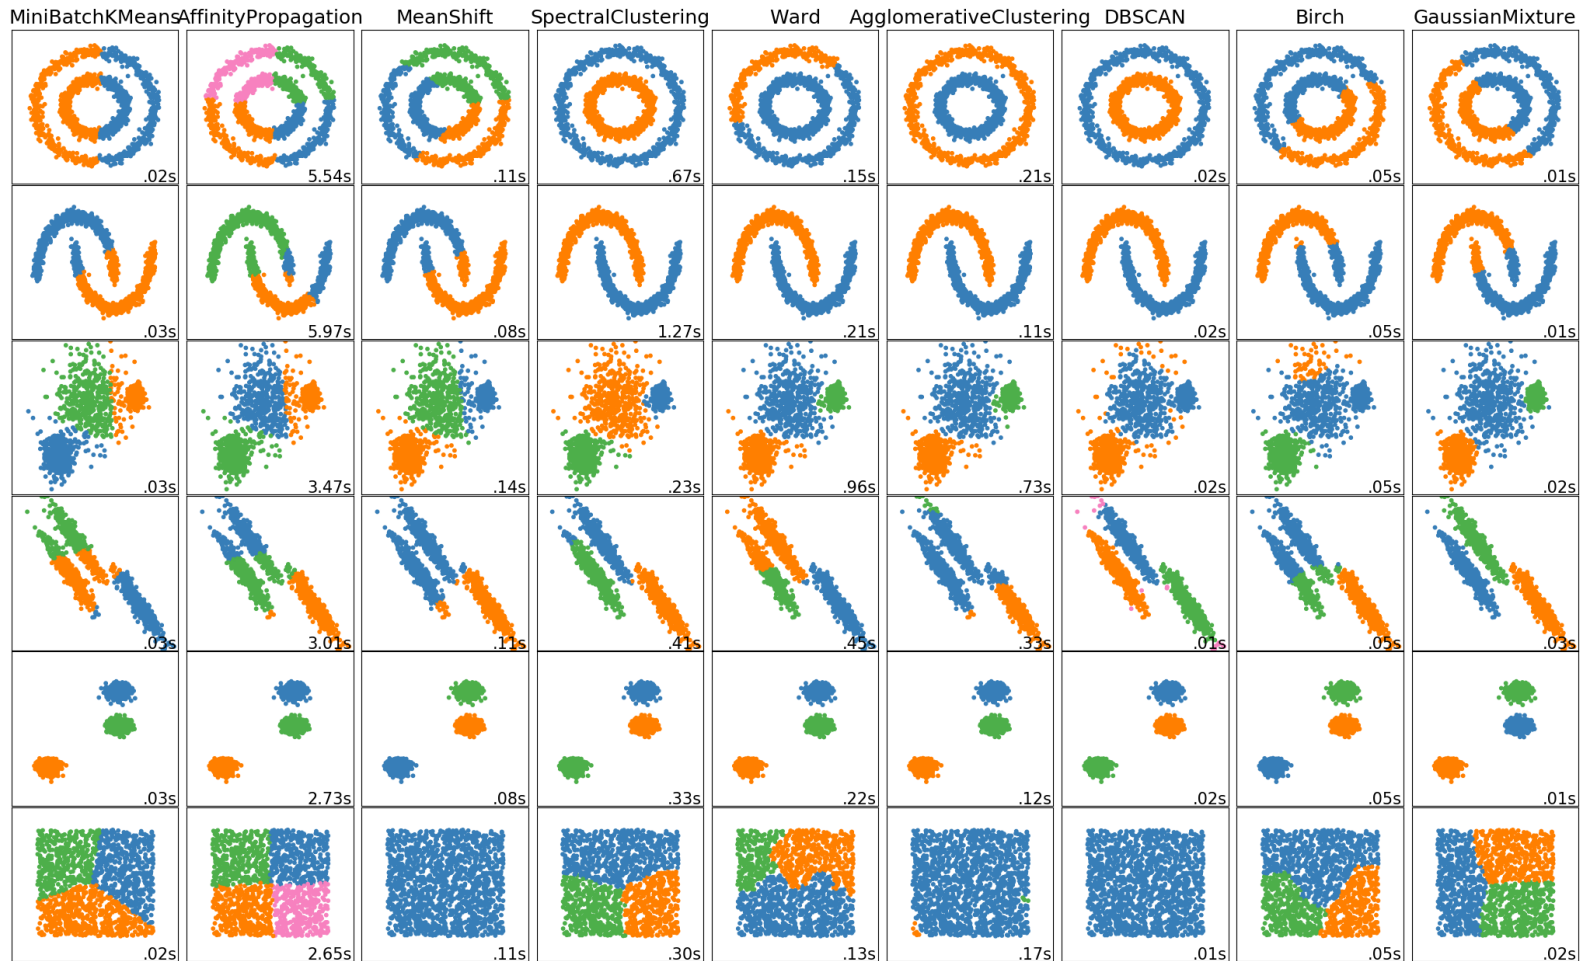 MiniBatchKMeans AffinityPropagation MeanShift SpectralClustering Ward AgglomerativeClustering DBSCAN Birch GaussianMixture
.02s 5.54s .11s .67s .15s .21s .02s .05s .01s
.03s 5.97s .08s 1.27s .21s .11s .02s .05s .01s
.03s 3.47s .14s .23s .96s .73s .02s .05s .02s
.03s 3.01s .11s .41s .45s .33s .01s .05s .03s
.03s 2.73s .08s .33s .22s .12s .02s .05s .01s
.02s 2.65s .11s .30s .13s .17s .01s .05s .02s